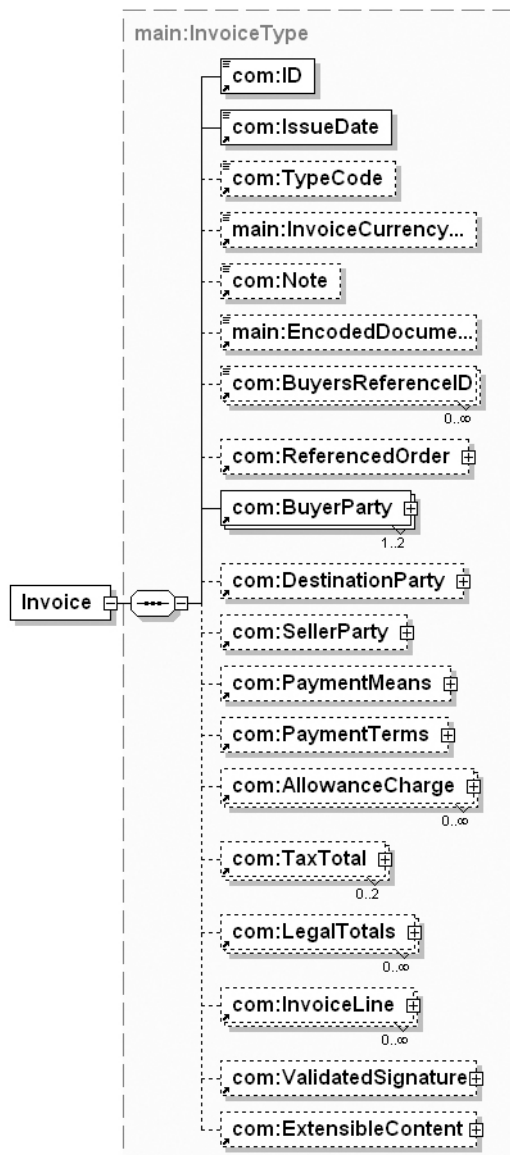 main:InvoiceType
com:ID
com:IssueDate
com:TypeCode
main:InvoiceCurrency...
com:Note
main:EncodedDocume...
com:BuyersReferenceID
0..∞
com:ReferencedOrder
com:BuyerParty
1..2
com:DestinationParty
Invoice
com:SellerParty
com:PaymentMeans
com:PaymentTerms
com:AllowanceCharge
0..∞
com:TaxTotal
0..2
com:LegalTotals
0..∞
com:InvoiceLine
0..∞
com:ValidatedSignature
com:ExtensibleContent